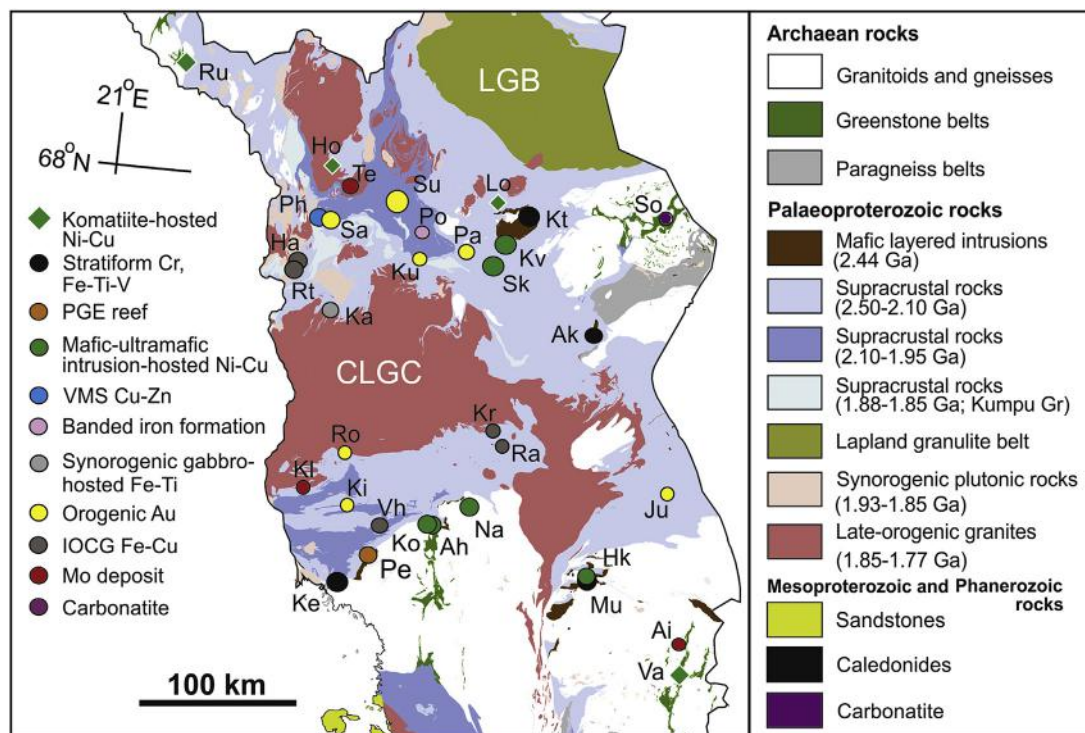 LGB
Ru
21°E
68°N
Ho
Te
Su
Lo
Ph
Sa
Po
Kt
So
Ha
Pa
Kv
Ku
Sk
Rt
Ka
Ak
CLGC
Kr
Ro
Ra
Kl
Ki
Ju
Vh
Na
Ko
Ah
Pe
Hk
Ke
Mu
Ai
Va
Komatiite-hosted
Ni-Cu
Stratiform Cr,
Fe-Ti-V
PGE reef
Mafic-ultramafic
intrusion-hosted Ni-Cu
VMS Cu-Zn
Banded iron formation
Synorogenic gabbro-
hosted Fe-Ti
Orogenic Au
IOCG Fe-Cu
Mo deposit
Carbonatite
100 km
Archaean rocks
Granitoids and gneisses
Greenstone belts
Paragneiss belts
Palaeoproterozoic rocks
Mafic layered intrusions
(2.44 Ga)
Supracrustal rocks
(2.50-2.10 Ga)
Supracrustal rocks
(2.10-1.95 Ga)
Supracrustal rocks
(1.88-1.85 Ga; Kumpu Gr)
Lapland granulite belt
Synorogenic plutonic rocks
(1.93-1.85 Ga)
Late-orogenic granites
(1.85-1.77 Ga)
Mesoproterozoic and Phanerozoic
rocks
Sandstones
Caledonides
Carbonatite